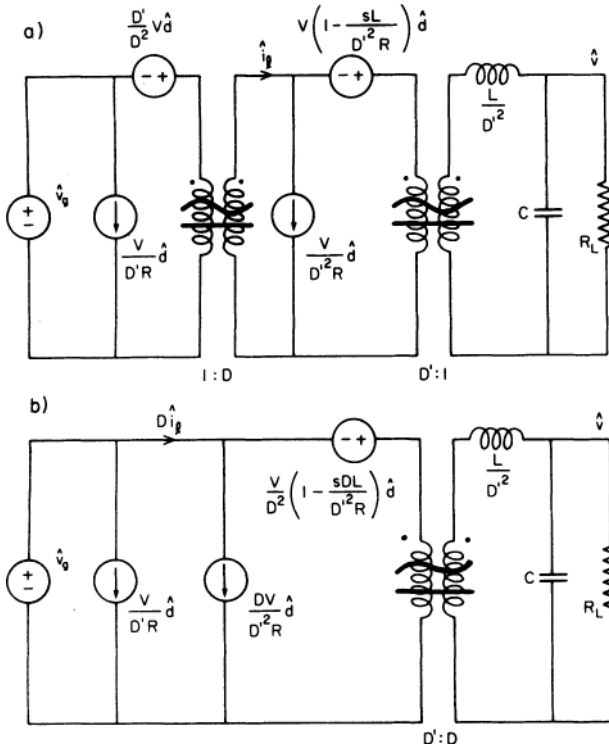 a)
D'/D² V d̂
V(1 - sL/D'²R) d̂
î_ℓ
v̂
L/D'²
v̂_g
+
−
V/D'R d̂
V/D'²R d̂
C
R_L
1:D
D':1
b)
D î_ℓ
V/D²(1 - sDL/D'²R) d̂
v̂
L/D'²
v̂_g
+
−
V/D'R d̂
DV/D'²R d̂
C
R_L
D':D